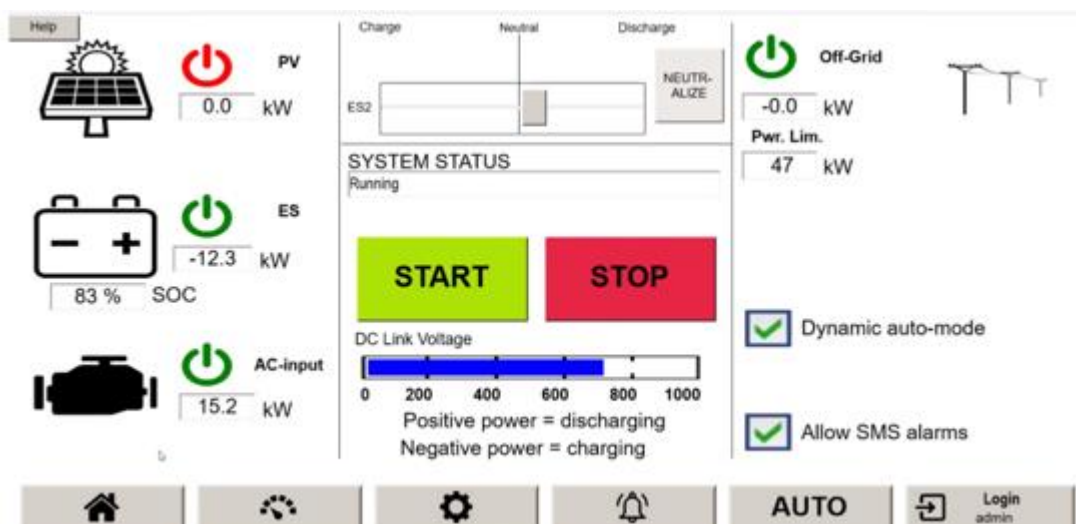 Help
PV
0.0 kW
ES
-12.3 kW
83 % SOC
AC-input
15.2 kW
Charge Neutral Discharge
ES2
NEUTR-
ALIZE
SYSTEM STATUS
Running
START STOP
DC Link Voltage
0 200 400 600 800 1000
Positive power = discharging
Negative power = charging
Off-Grid
-0.0 kW
Pwr. Lim.
47 kW
Dynamic auto-mode
Allow SMS alarms
AUTO
Login
admin